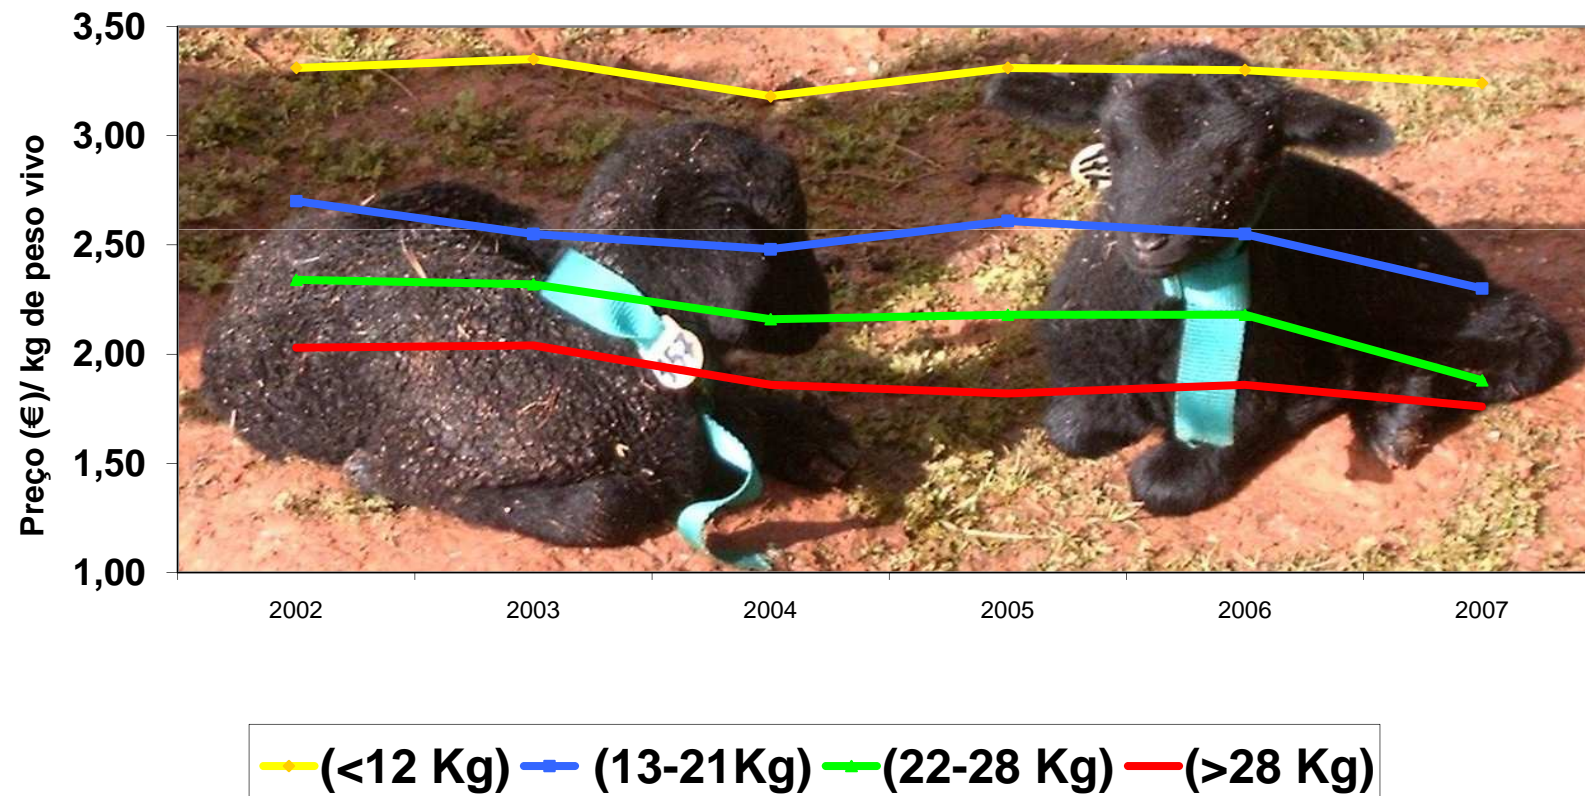 3,50
3,00
2,50
2,00
1,50
1,00
Preço (€)/ kg de peso vivo
2002 2003 2004 2005 2006 2007
(<12 Kg) (13-21Kg) (22-28 Kg) (>28 Kg)